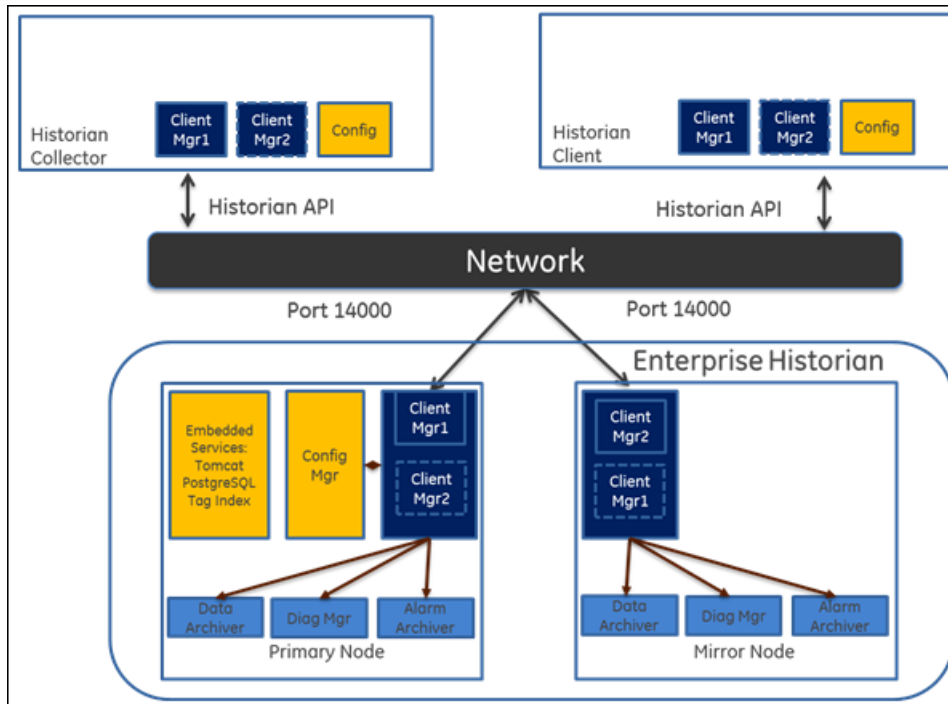 Historian
Collector
Client
Mgr1
Client
Mgr2
Config
Historian
Client
Client
Mgr1
Client
Mgr2
Config
Historian API
Historian API
Network
Port 14000
Port 14000
Enterprise Historian
Embedded
Services:
Tomcat
PostgreSQL
Tag Index
Config
Mgr
Client
Mgr1
Client
Mgr2
Data
Archiver
Diag Mgr
Alarm
Archiver
Primary Node
Client
Mgr2
Client
Mgr1
Data
Archiver
Diag Mgr
Alarm
Archiver
Mirror Node